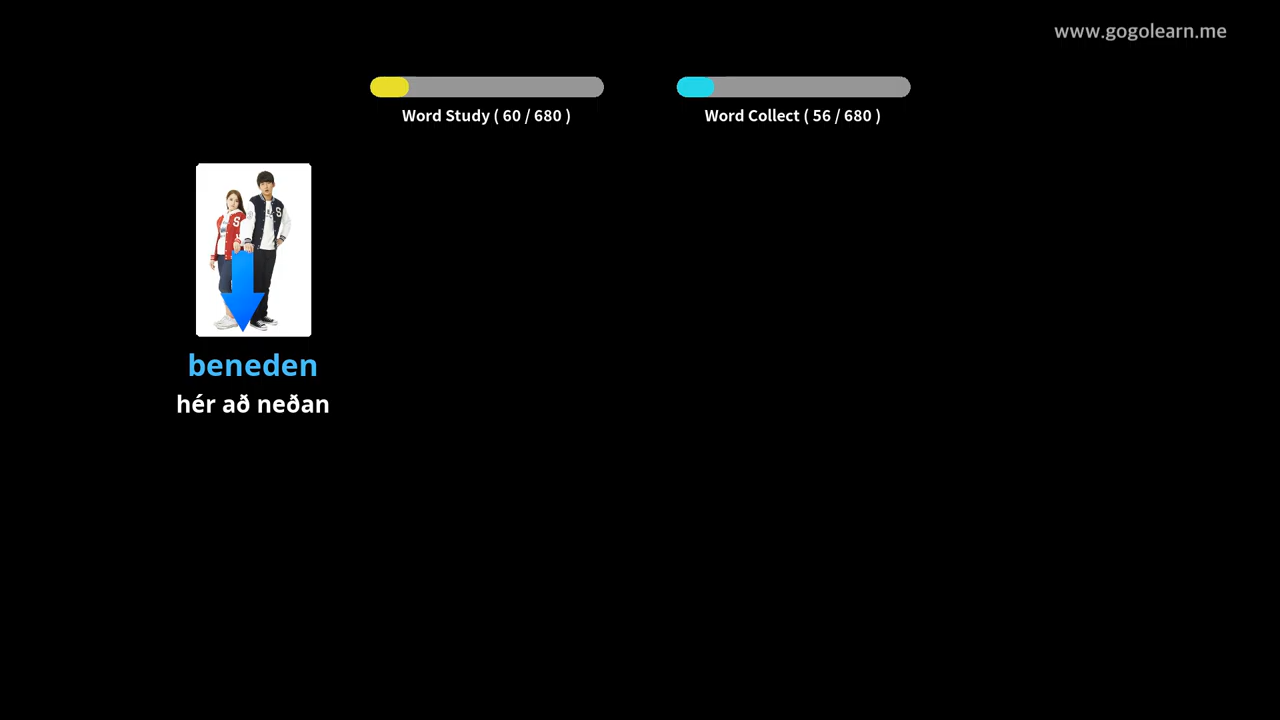 www.gogolearn.me
Word Study ( 60 / 680 )
Word Collect ( 56 / 680 )
S
S
beneden
hér að neðan